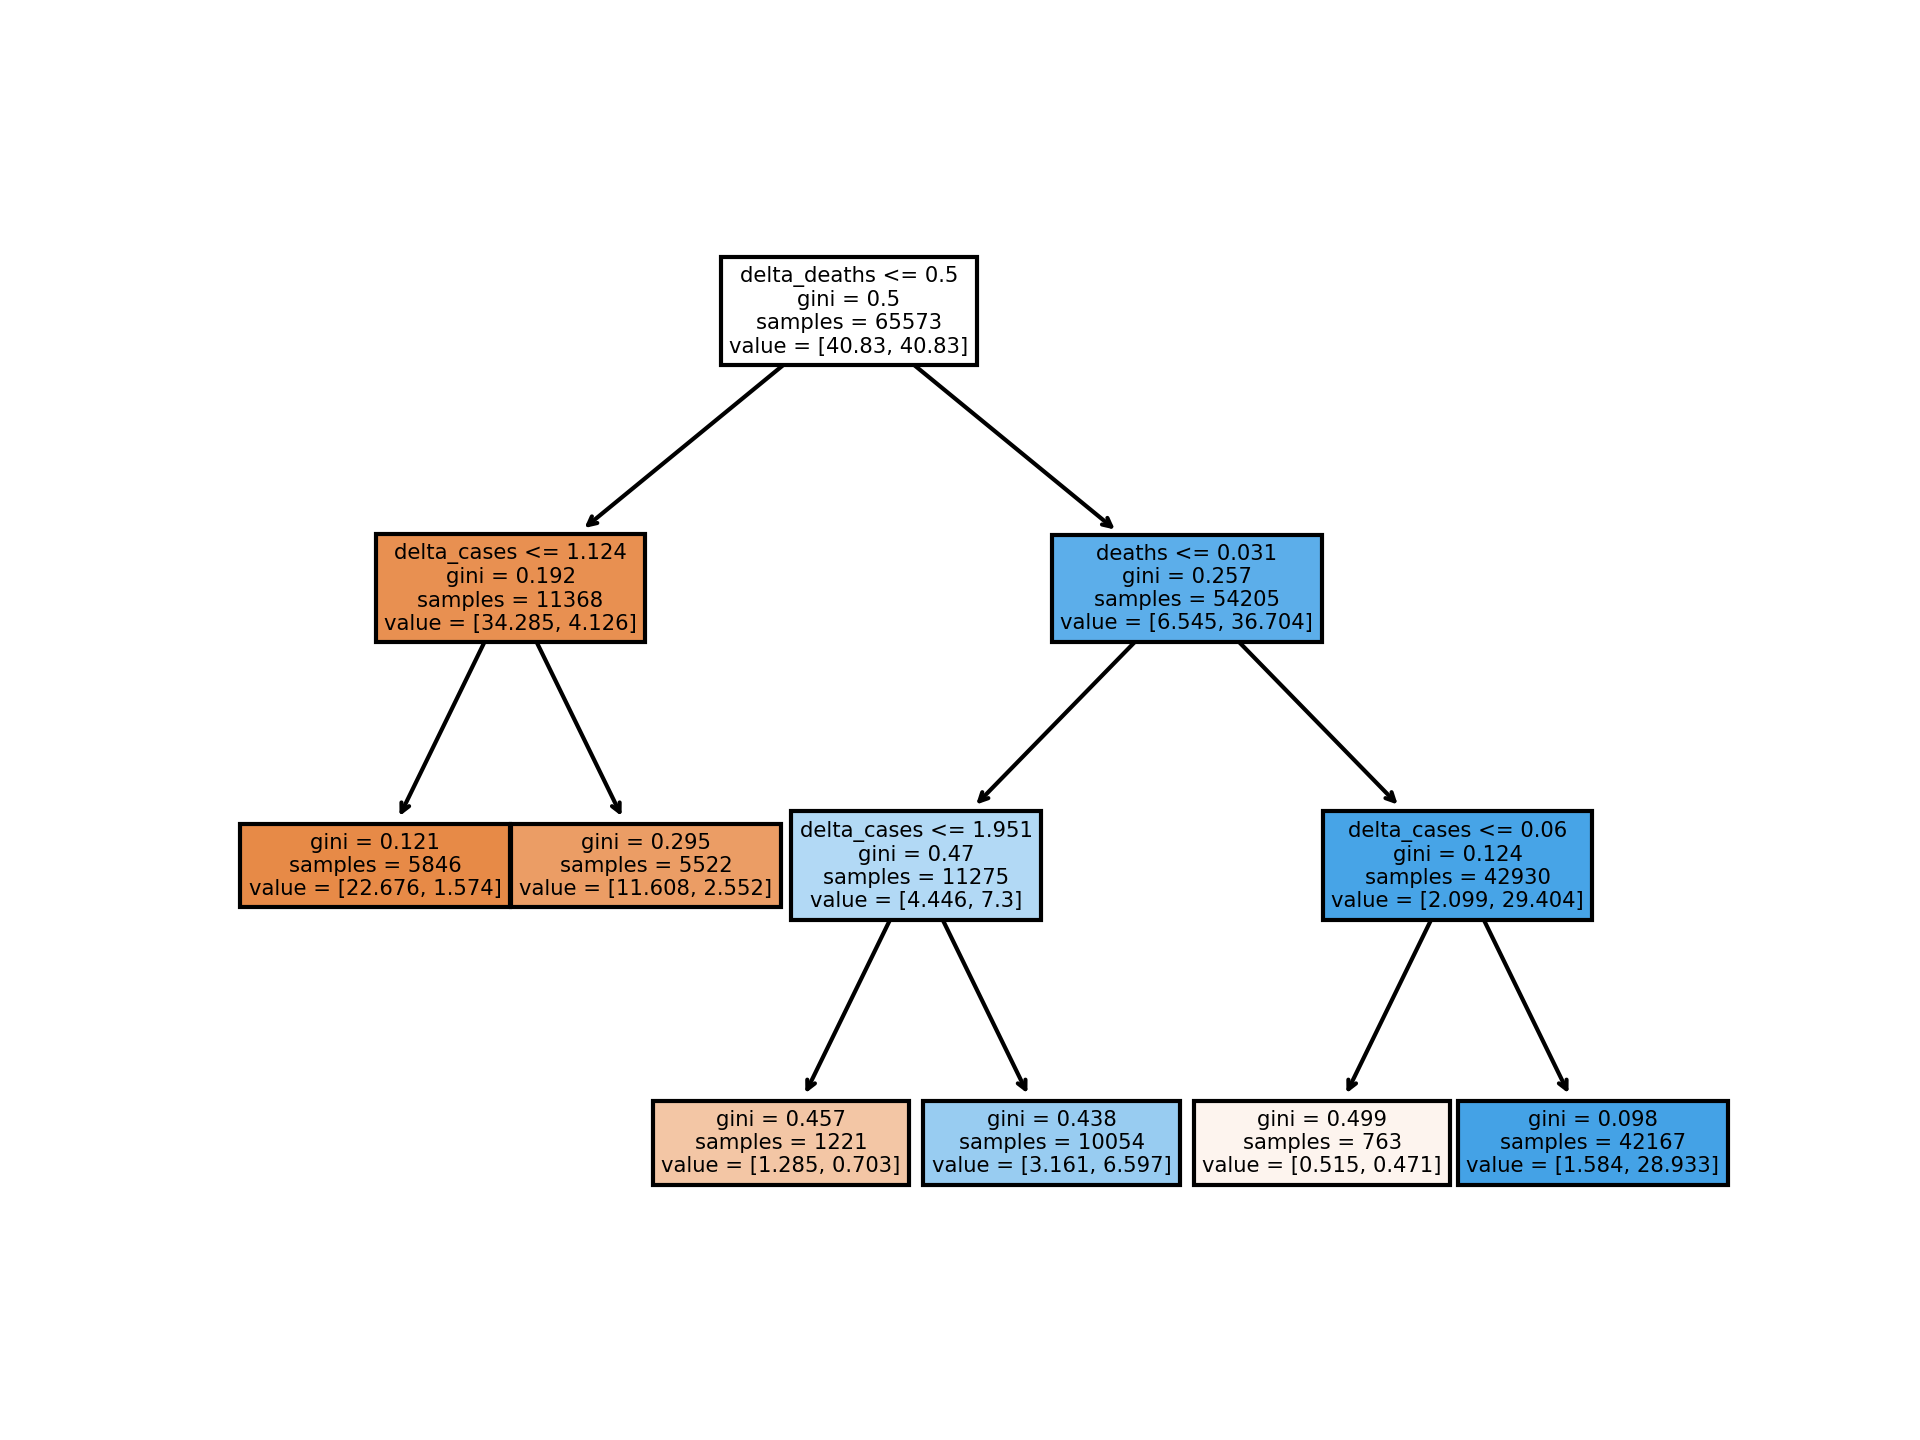 delta_deaths <= 0.5
gini = 0.5
samples = 65573
value = [40.83, 40.83]
delta_cases <= 1.124
gini = 0.192
samples = 11368
value = [34.285, 4.126]
deaths <= 0.031
gini = 0.257
samples = 54205
value = [6.545, 36.704]
gini = 0.121
samples = 5846
value = [22.676, 1.574]
gini = 0.295
samples = 5522
value = [11.608, 2.552]
delta_cases <= 1.951
gini = 0.47
samples = 11275
value = [4.446, 7.3]
delta_cases <= 0.06
gini = 0.124
samples = 42930
value = [2.099, 29.404]
gini = 0.457
samples = 1221
value = [1.285, 0.703]
gini = 0.438
samples = 10054
value = [3.161, 6.597]
gini = 0.499
samples = 763
value = [0.515, 0.471]
gini = 0.098
samples = 42167
value = [1.584, 28.933]